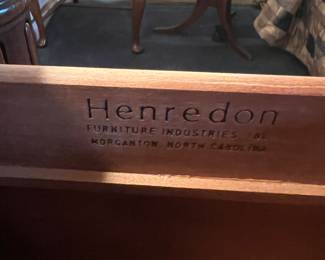 Henredon
FURNITURE INDUSTRIES, INC.
MORGANTON, NORTH CAROLINA